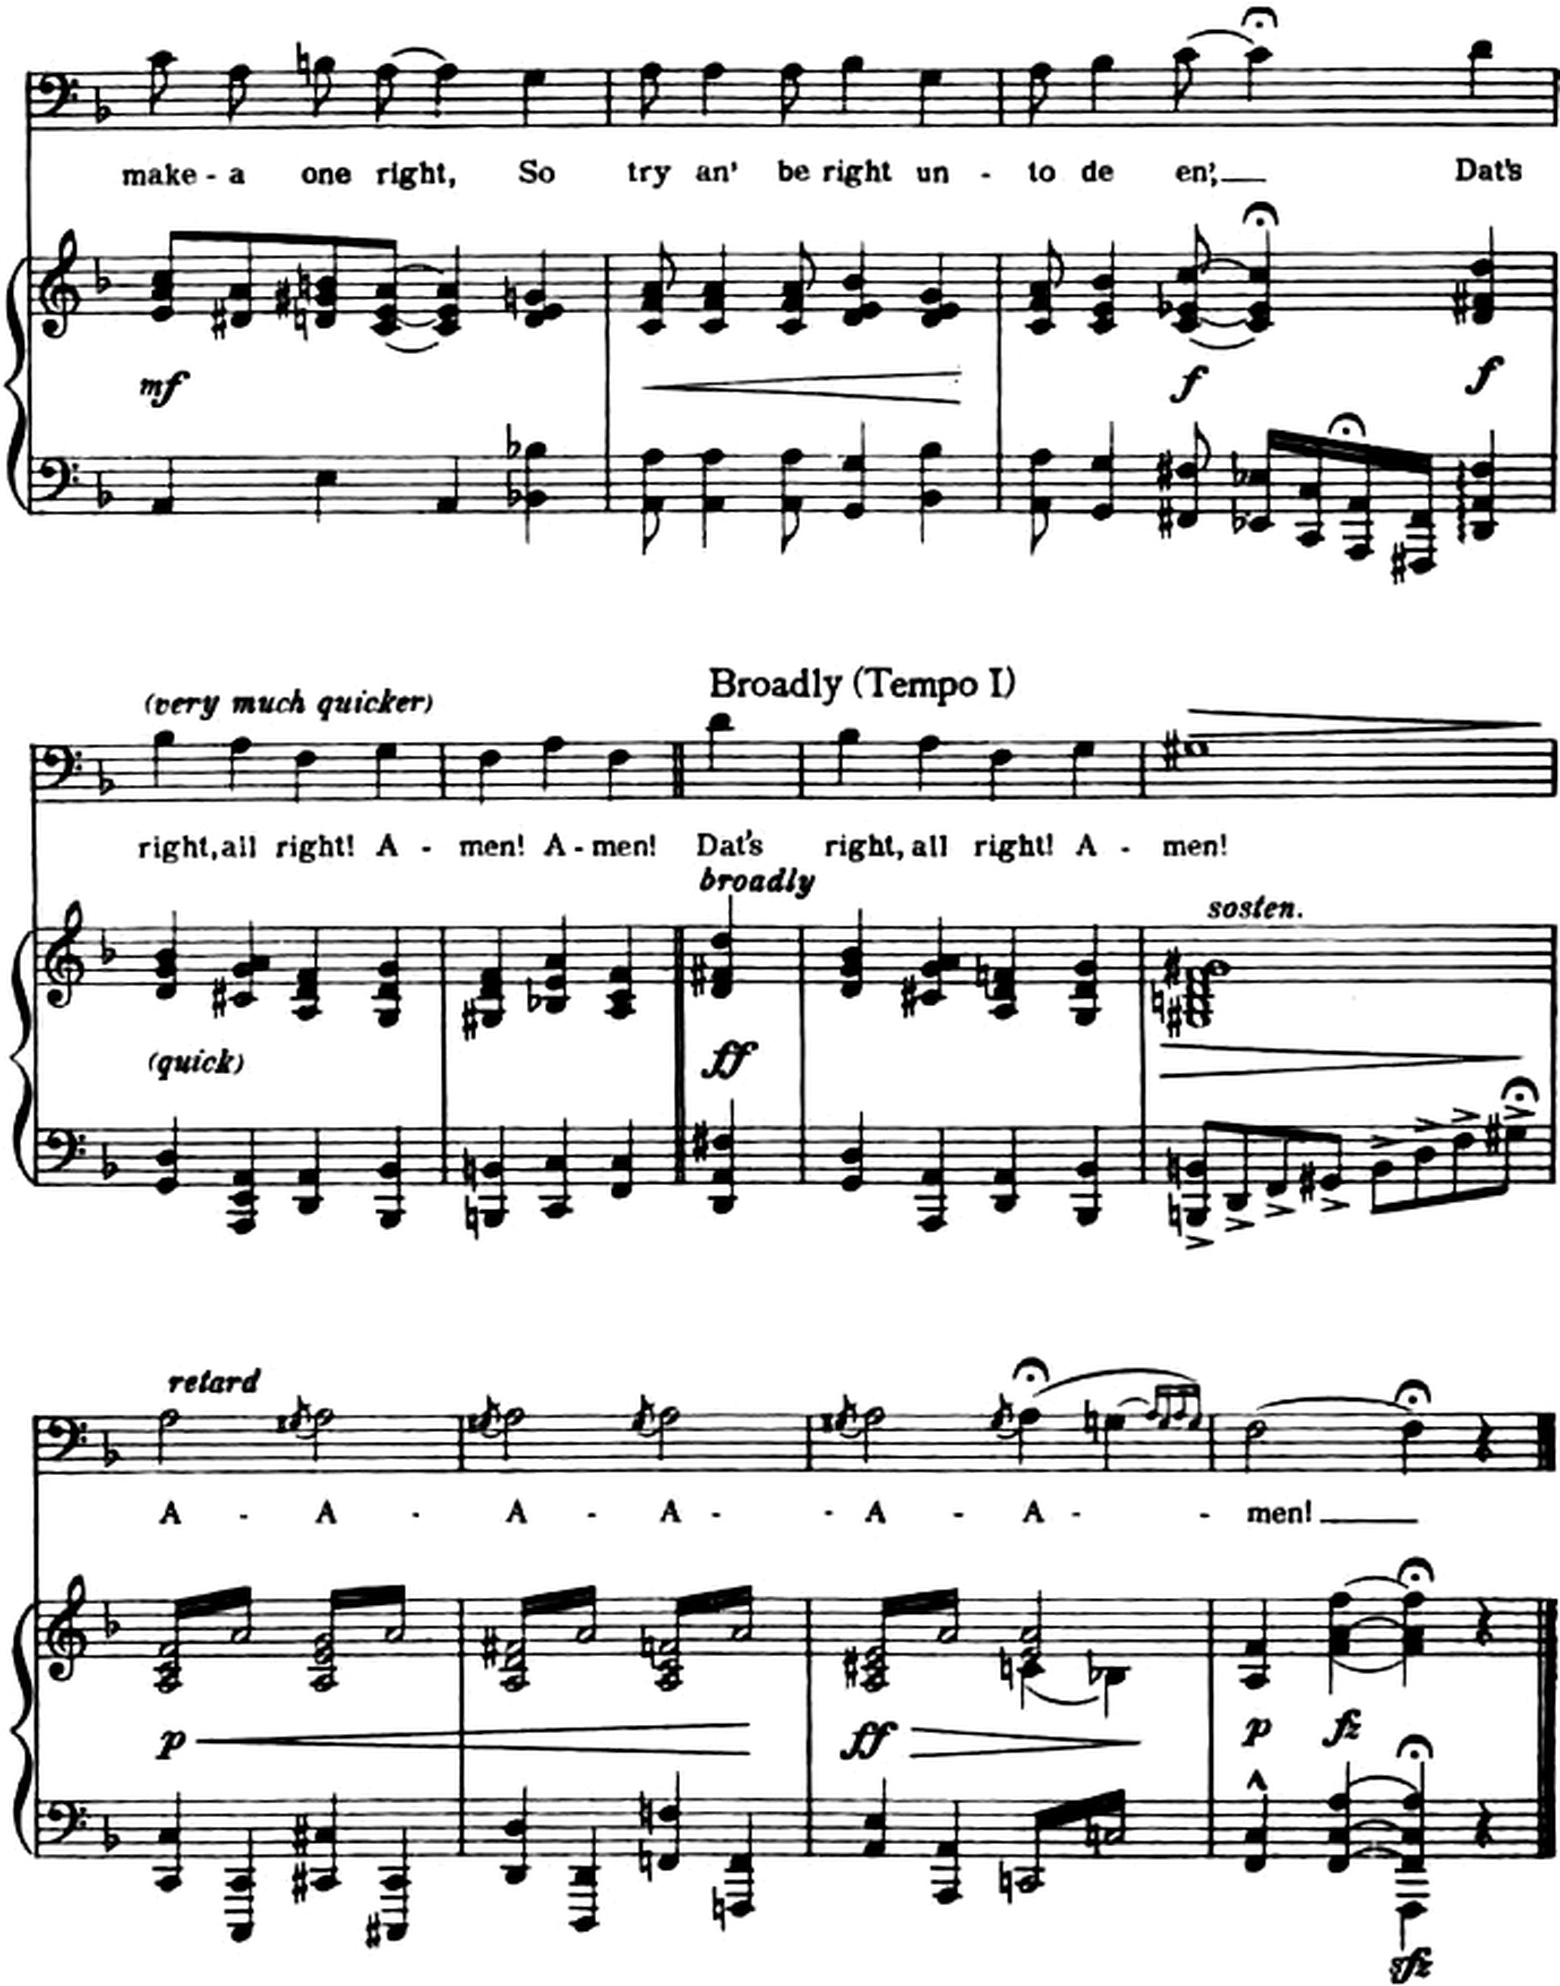 make - a one right, So try an' be right un - to de en',__ Dat's
mf
f f
(very much quicker) Broadly (Tempo I)
right, all right! A - men! A - men! Dat's right, all right! A - men!
broadly
sosten.
(quick) ff
retard
A - A - A - A - - A - A - - men!____
p ff p fz
sfz